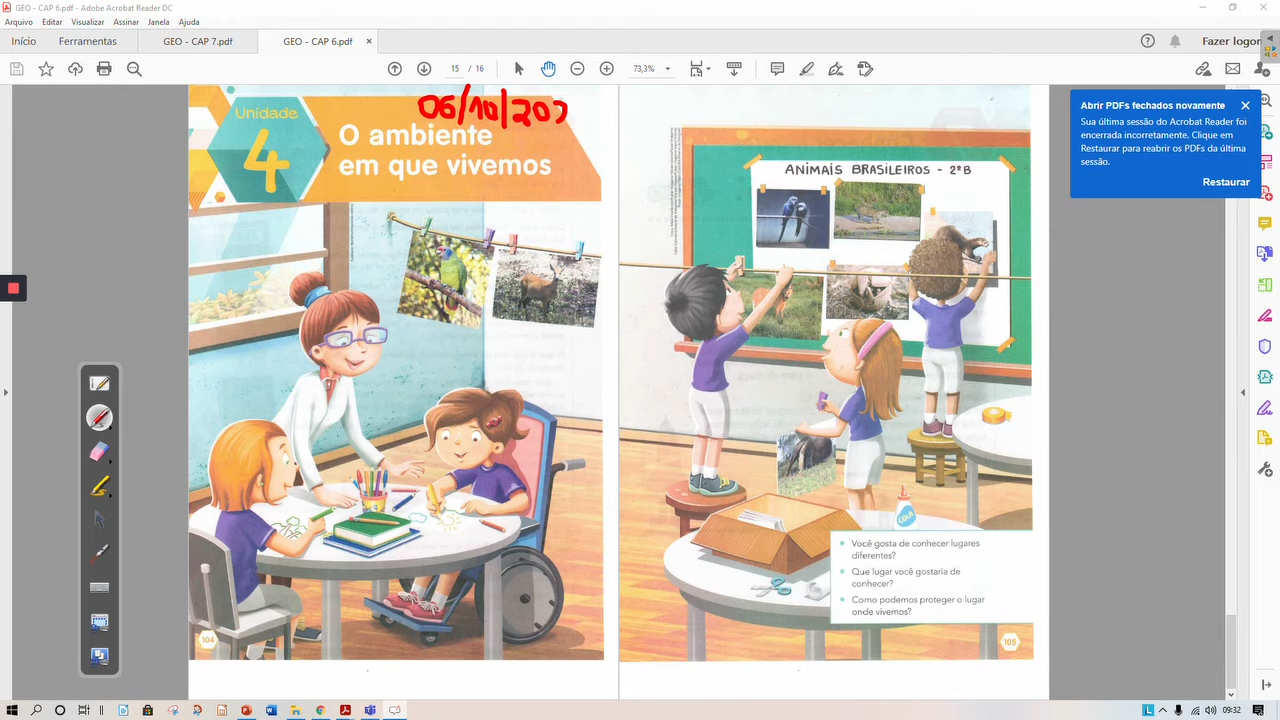 GEO - CAP 6.pdf - Adobe Acrobat Reader DC
Arquivo Editar Visualizar Assinar Janela Ajuda
Início Ferramentas GEO - CAP 7.pdf GEO - CAP 6.pdf × Fazer logon
15 / 16 73,3%
Abrir PDFs fechados novamente
Sua última sessão do Acrobat Reader foi
encerrada incorretamente. Clique em
Restaurar para reabrir os PDFs da última
sessão.
Restaurar
06/10/202
Unidade
4
O ambiente
em que vivemos
ANIMAIS BRASILEIROS - 2º B
COLA
Você gosta de conhecer lugares
diferentes?
Que lugar você gostaria de
conhecer?
Como podemos proteger o lugar
onde vivemos?
104
105
09:32